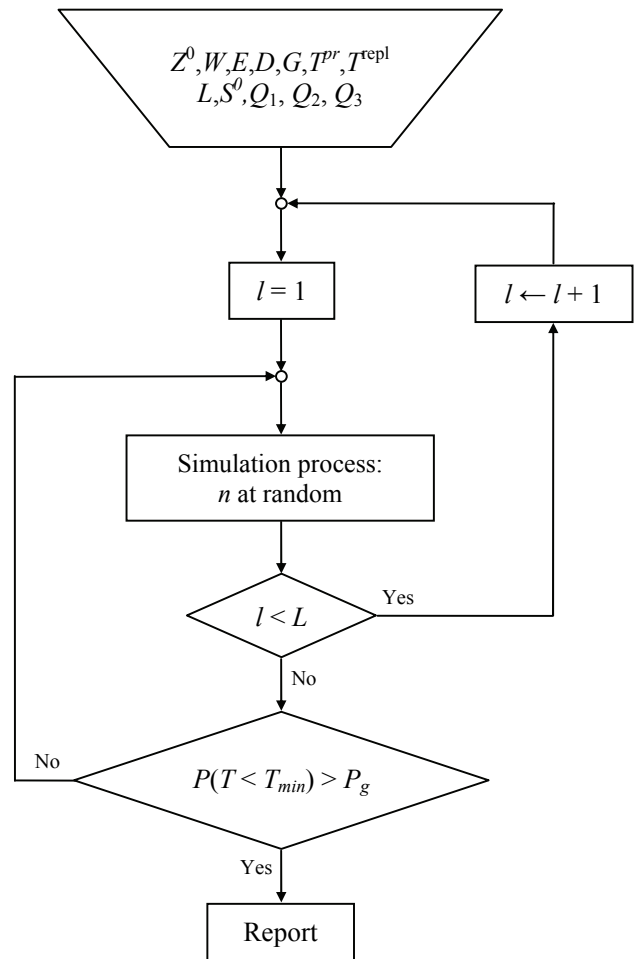 Z⁰,W,E,D,G,Tᵖʳ,Tʳᵉᵖˡ
L,S⁰,Q₁, Q₂, Q₃
l = 1
l ← l + 1
Simulation process:
n at random
l < L
Yes
No
No
P(T < Tₘᵢₙ) > P_g
Yes
Report